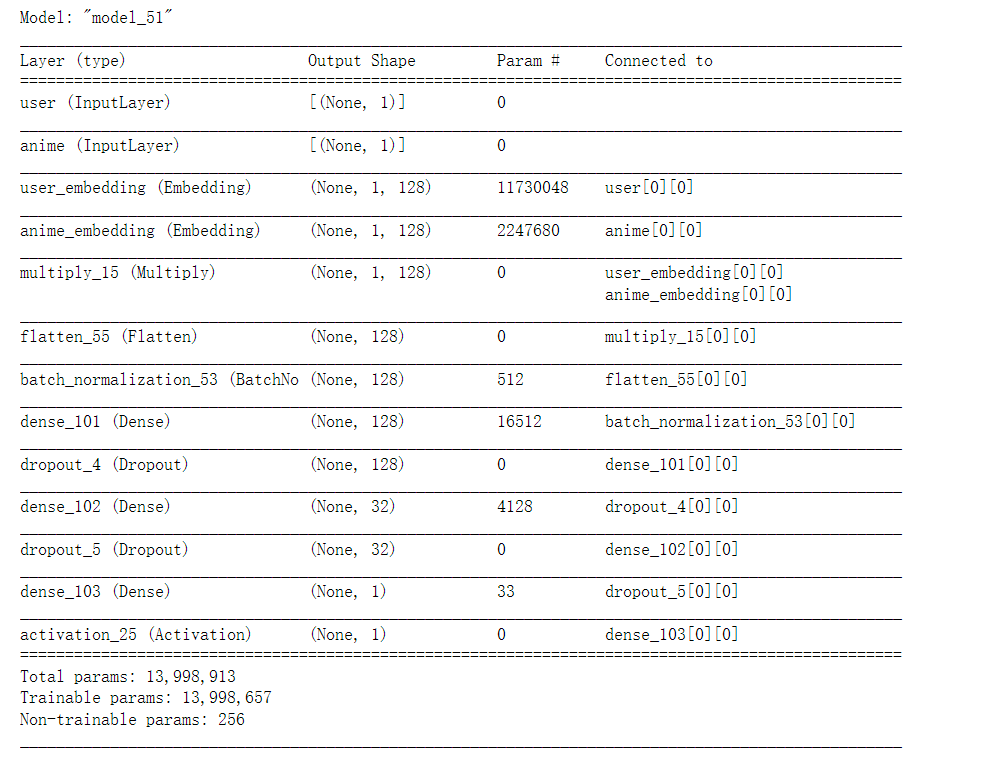 Model: "model_51"
Layer (type) Output Shape Param # Connected to
user (InputLayer) [(None, 1)] 0
anime (InputLayer) [(None, 1)] 0
user_embedding (Embedding) (None, 1, 128) 11730048 user[0][0]
anime_embedding (Embedding) (None, 1, 128) 2247680 anime[0][0]
multiply_15 (Multiply) (None, 1, 128) 0 user_embedding[0][0]
anime_embedding[0][0]
flatten_55 (Flatten) (None, 128) 0 multiply_15[0][0]
batch_normalization_53 (BatchNo (None, 128) 512 flatten_55[0][0]
dense_101 (Dense) (None, 128) 16512 batch_normalization_53[0][0]
dropout_4 (Dropout) (None, 128) 0 dense_101[0][0]
dense_102 (Dense) (None, 32) 4128 dropout_4[0][0]
dropout_5 (Dropout) (None, 32) 0 dense_102[0][0]
dense_103 (Dense) (None, 1) 33 dropout_5[0][0]
activation_25 (Activation) (None, 1) 0 dense_103[0][0]
Total params: 13,998,913
Trainable params: 13,998,657
Non-trainable params: 256